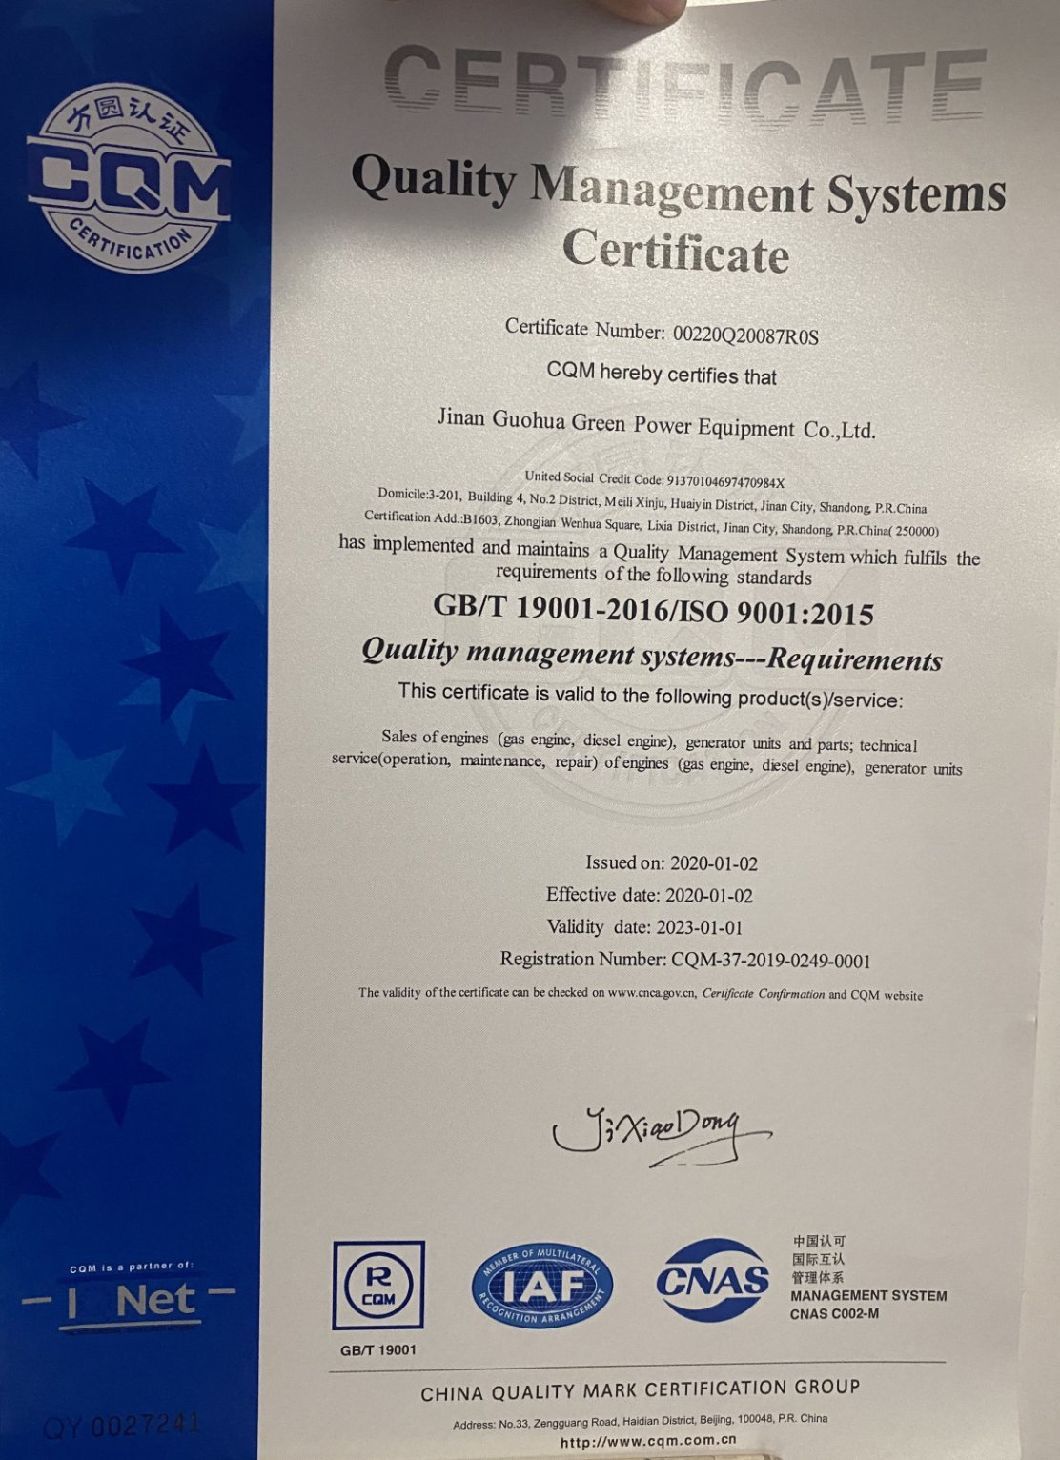 方圆认证
CQM
CERTIFICATION
CERTIFICATE
Quality Management Systems
Certificate
Certificate Number: 00220Q20087R0S
CQM hereby certifies that
Jinan Guohua Green Power Equipment Co.,Ltd.
United Social Credit Code 91370104697470984X
Domicile:3-201, Building 4, No.2 District, Meili Xinju, Huaiyin District, Jinan City, Shandong, P.R.China
Certification Add.:B1603, Zhongjian Wenhua Square, Lixia District, Jinan City, Shandong, P.R.China( 250000)
has implemented and maintains a Quality Management System which fulfils the
requirements of the following standards
GB/T 19001-2016/ISO 9001:2015
Quality management systems---Requirements
This certificate is valid to the following product(s)/service:
Sales of engines (gas engine, diesel engine), generator units and parts; technical
service(operation, maintenance, repair) of engines (gas engine, diesel engine), generator units
Issued on: 2020-01-02
Effective date: 2020-01-02
Validity date: 2023-01-01
Registration Number: CQM-37-2019-0249-0001
The validity of the certificate can be checked on www.cnca.gov.cn, Certificate Confirmation and CQM website
Yi XiaoDong
CQM is a partner of:
I Net
R
CQM
GB/T 19001
MEMBER OF MULTILATERAL
IAF
RECOGNITION ARRANGEMENT
CNAS
中国认可
国际互认
管理体系
MANAGEMENT SYSTEM
CNAS C002-M
CHINA QUALITY MARK CERTIFICATION GROUP
Address: No.33, Zengguang Road, Haidian District, Beijing, 100048, P.R. China
http://www.cqm.com.cn
QY 0027241